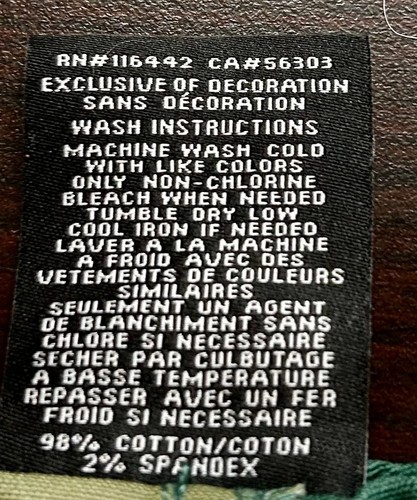 RN#116442 CA#56303
EXCLUSIVE OF DECORATION
SANS DÉCORATION
WASH INSTRUCTIONS
MACHINE WASH COLD
WITH LIKE COLORS
ONLY NON-CHLORINE
BLEACH WHEN NEEDED
TUMBLE DRY LOW
COOL IRON IF NEEDED
LAVER A LA MACHINE
A FROID AVEC DES
VETEMENTS DE COULEURS
SIMILAIRES
SEULEMENT UN AGENT
DE BLANCHIMENT SANS
CHLORE SI NECESSAIRE
SECHER PAR CULBUTAGE
A BASSE TEMPERATURE
REPASSER AVEC UN FER
FROID SI NECESSAIRE
98% COTTON/COTON
2% SPANDEX